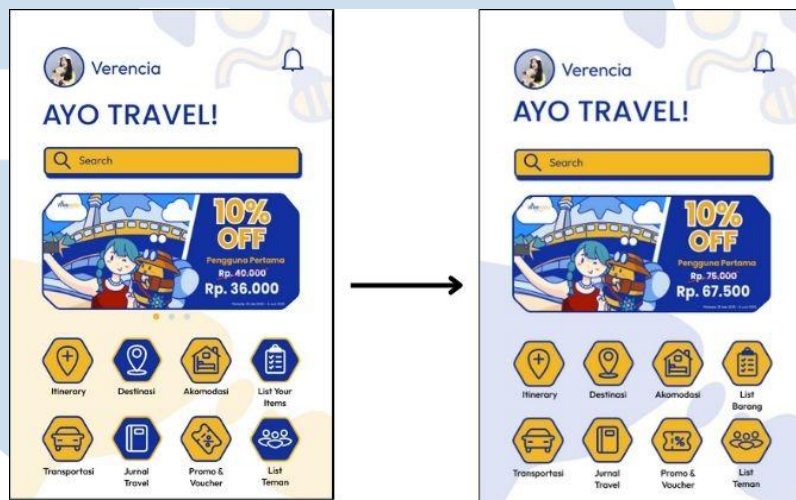 Verencia
AYO TRAVEL!
Search
10%
OFF
Pengguna Pertama
Rp. 40.000
Rp. 36.000
Itinerary
Destinasi
Akomodasi
List Your
Items
Transportasi
Jurnal
Travel
Promo &
Voucher
List
Teman
Verencia
AYO TRAVEL!
Search
10%
OFF
Pengguna Pertama
Rp. 75.000
Rp. 67.500
Itinerary
Destinasi
Akomodasi
List
Barang
Transportasi
Jurnal
Travel
Promo &
Voucher
List
Teman